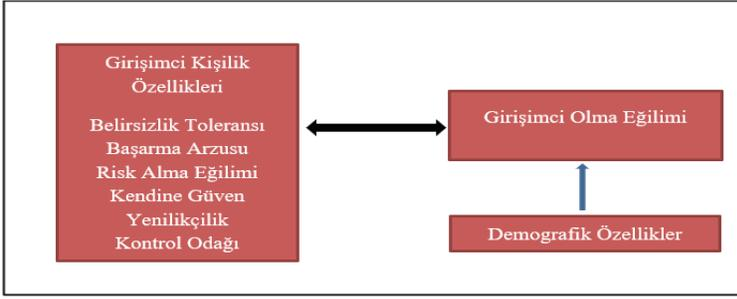 Girişimci Kişilik
Özellikleri
Belirsizlik Toleransı
Başarma Arzusu
Risk Alma Eğilimi
Kendine Güven
Yenilikçilik
Kontrol Odağı
Girişimci Olma Eğilimi
Demografik Özellikler